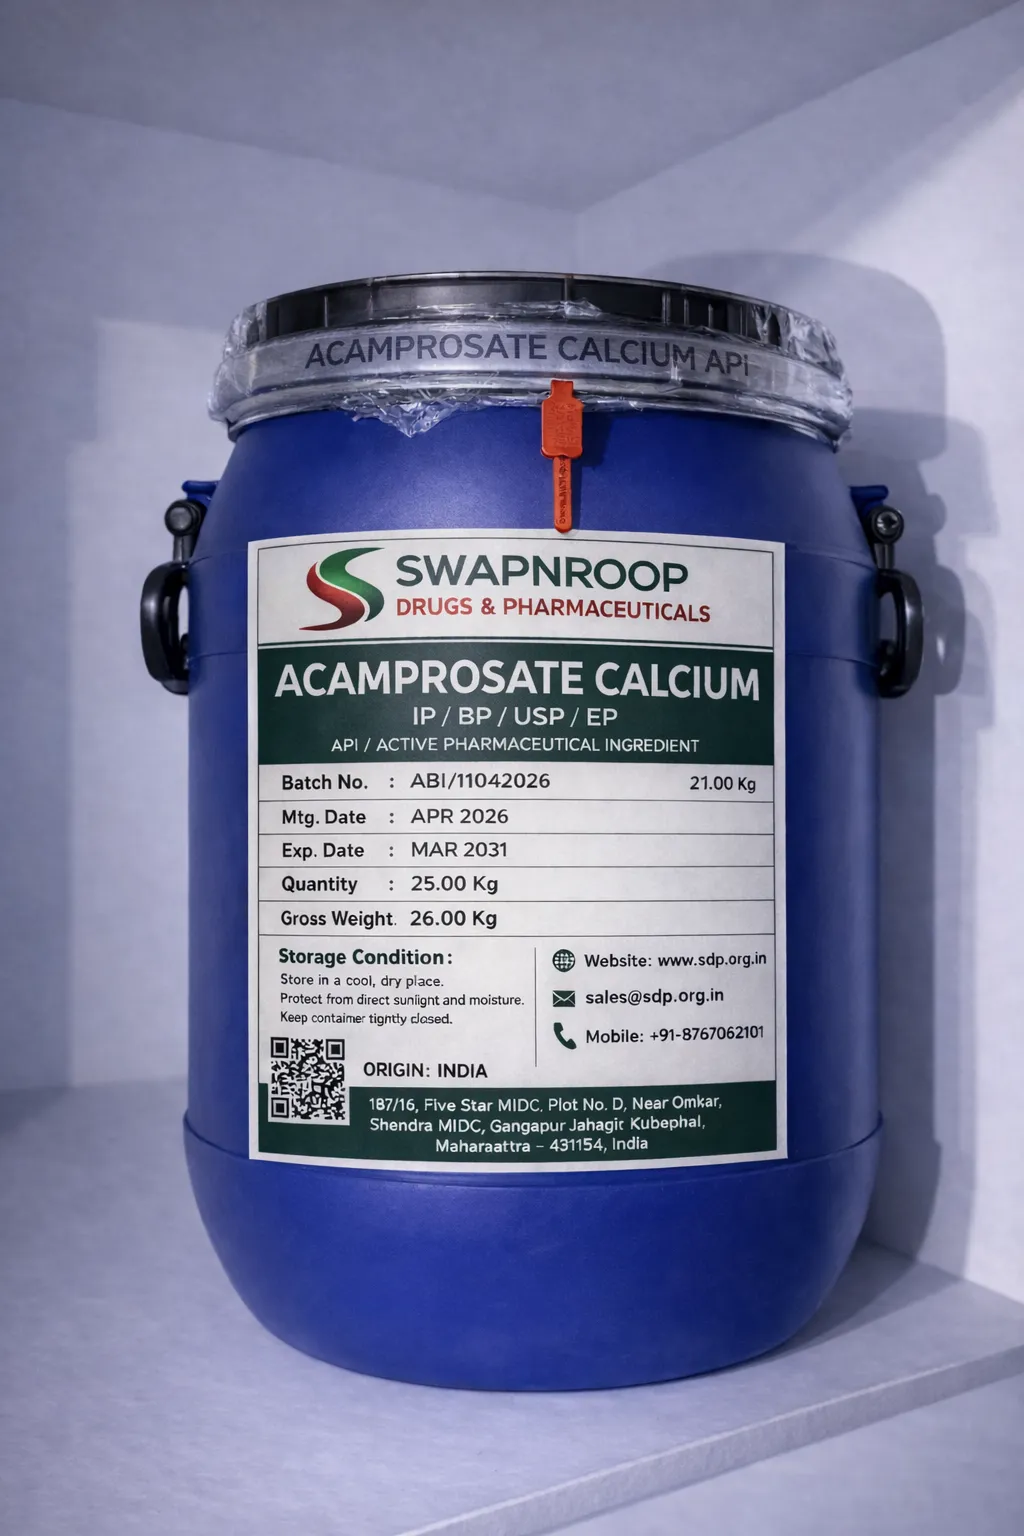 ACAMPROSATE CALCIUM API
SWAPNROOP
DRUGS & PHARMACEUTICALS
ACAMPROSATE CALCIUM
IP / BP / USP / EP
API / ACTIVE PHARMACEUTICAL INGREDIENT
Batch No. : ABI/11042026 21.00 Kg
Mtg. Date : APR 2026
Exp. Date : MAR 2031
Quantity : 25.00 Kg
Gross Weight. 26.00 Kg
Storage Condition:
Store in a cool, dry place.
Protect from direct sunlight and moisture.
Keep container tightly closed.
Website: www.sdp.org.in
sales@sdp.org.in
Mobile: +91-8767062101
ORIGIN: INDIA
187/16, Five Star MIDC. Plot No. D, Near Omkar,
Shendra MIDC, Gangapur Jahagir Kubephal,
Maharaattra – 431154, India